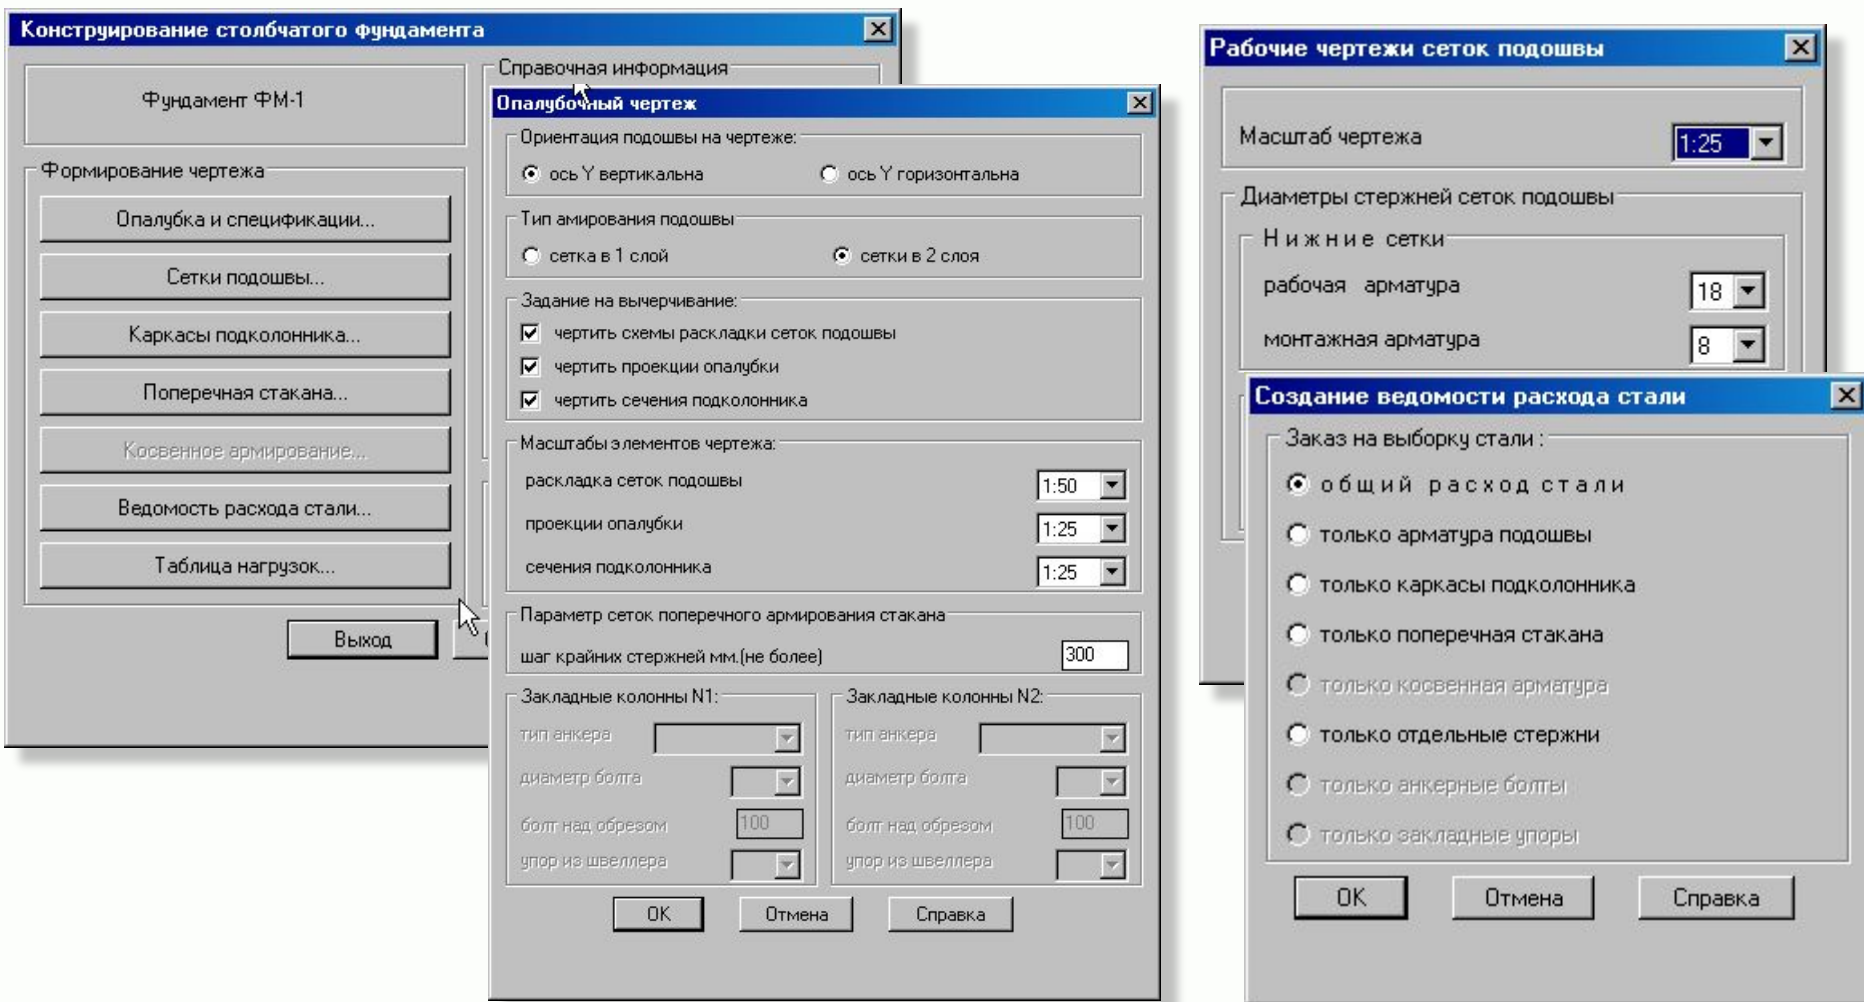 Конструирование столбчатого фундамента
Фундамент ФМ-1
Справочная информация
Формирование чертежа
Опалубка и спецификации...
Сетки подошвы...
Каркасы подколонника...
Поперечная стакана...
Косвенное армирование...
Ведомость расхода стали...
Таблица нагрузок...
Выход
Опалубочный чертеж
Ориентация подошвы на чертеже:
ось Y вертикальна
ось Y горизонтальна
Тип амирования подошвы
сетка в 1 слой
сетки в 2 слоя
Задание на вычерчивание:
чертить схемы раскладки сеток подошвы
чертить проекции опалубки
чертить сечения подколонника
Масштабы элементов чертежа:
раскладка сеток подошвы 1:50
проекции опалубки 1:25
сечения подколонника 1:25
Параметр сеток поперечного армирования стакана
шаг крайних стержней мм.(не более) 300
Закладные колонны N1:
тип анкера
диаметр болта
болт над обрезом 100
упор из швеллера
Закладные колонны N2:
тип анкера
диаметр болта
болт над обрезом 100
упор из швеллера
OK
Отмена
Справка
Рабочие чертежи сеток подошвы
Масштаб чертежа 1:25
Диаметры стержней сеток подошвы
Нижние сетки
рабочая арматура 18
монтажная арматура 8
Создание ведомости расхода стали
Заказ на выборку стали :
общий расход стали
только арматура подошвы
только каркасы подколонника
только поперечная стакана
только косвенная арматура
только отдельные стержни
только анкерные болты
только закладные упоры
OK
Отмена
Справка